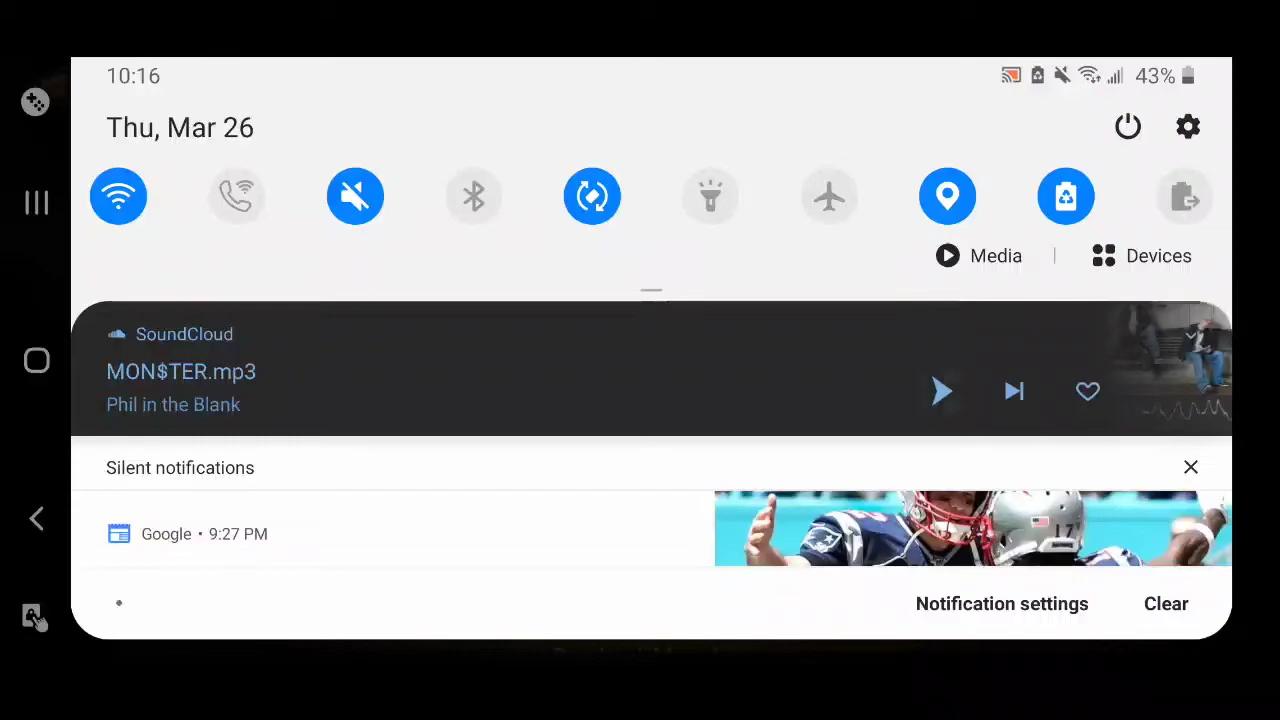 10:16
43%
Thu, Mar 26
Media
Devices
SoundCloud
MON$TER.mp3
Phil in the Blank
Silent notifications
Google • 9:27 PM
17
Notification settings
Clear